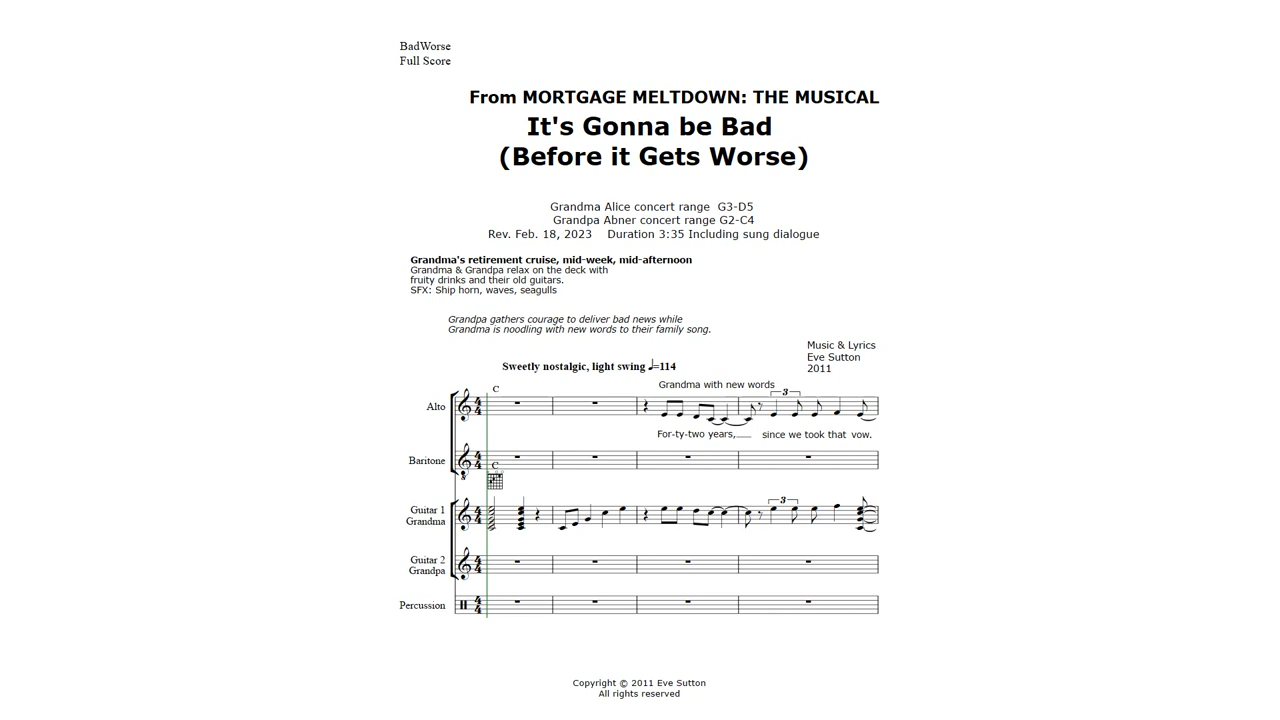 BadWorse
Full Score
From MORTGAGE MELTDOWN: THE MUSICAL
It's Gonna be Bad
(Before it Gets Worse)
Grandma Alice concert range G3-D5
Grandpa Abner concert range G2-C4
Rev. Feb. 18, 2023 Duration 3:35 Including sung dialogue
Grandma's retirement cruise, mid-week, mid-afternoon
Grandma & Grandpa relax on the deck with
fruity drinks and their old guitars.
SFX: Ship horn, waves, seagulls
Grandpa gathers courage to deliver bad news while
Grandma is noodling with new words to their family song.
Music & Lyrics
Eve Sutton
2011
Sweetly nostalgic, light swing ♩=114
Grandma with new words
C
3
Alto
For-ty-two years,___ since we took that vow.
Baritone
C
3
Guitar 1
Grandma
Guitar 2
Grandpa
Percussion
Copyright © 2011 Eve Sutton
All rights reserved